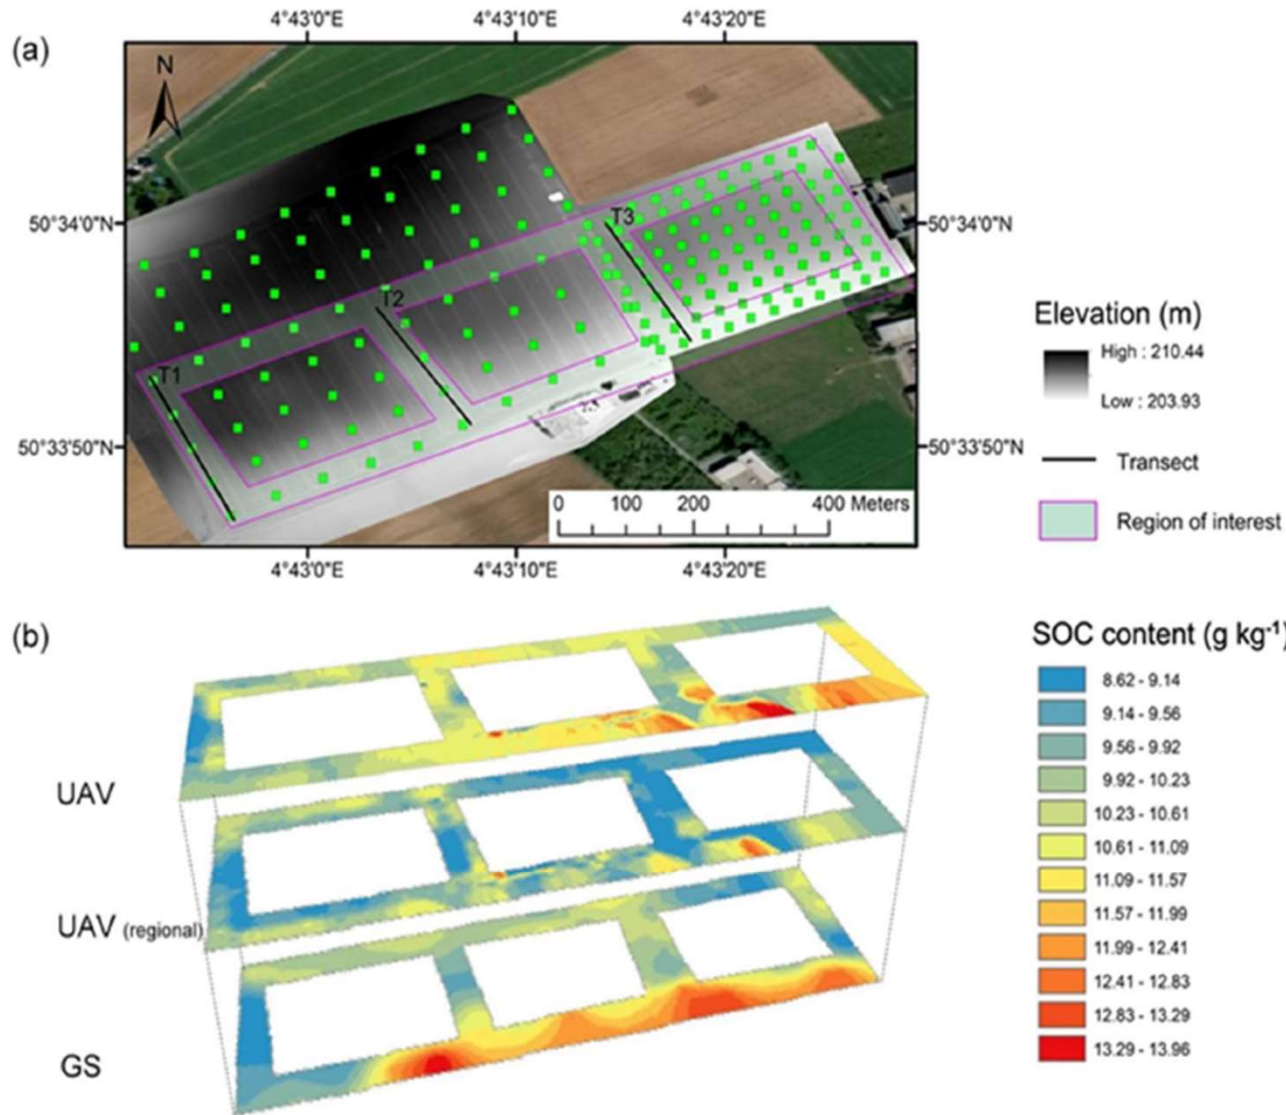 (a)
4°43'0"E 4°43'10"E 4°43'20"E
N
50°34'0"N
50°34'0"N
T3
T2
T1
50°33'50"N
50°33'50"N
0 100 200 400 Meters
4°43'0"E 4°43'10"E 4°43'20"E
Elevation (m)
High : 210.44
Low : 203.93
Transect
Region of interest
(b)
UAV
UAV (regional)
GS
SOC content (g kg-1)
8.62 - 9.14
9.14 - 9.56
9.56 - 9.92
9.92 - 10.23
10.23 - 10.61
10.61 - 11.09
11.09 - 11.57
11.57 - 11.99
11.99 - 12.41
12.41 - 12.83
12.83 - 13.29
13.29 - 13.96